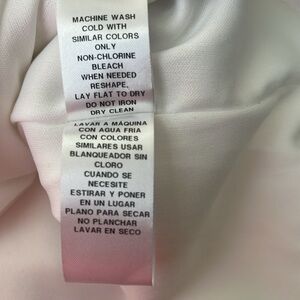 MACHINE WASH
COLD WITH
SIMILAR COLORS
ONLY
NON-CHLORINE
BLEACH
WHEN NEEDED
RESHAPE,
LAY FLAT TO DRY
DO NOT IRON
DRY CLEAN
LAVAR A MÁQUINA
CON AGUA FRIA
CON COLORES
SIMILARES USAR
BLANQUEADOR SIN
CLORO
CUANDO SE
NECESITE
ESTIRAR Y PONER
EN UN LUGAR
PLANO PARA SECAR
NO PLANCHAR
LAVAR EN SECO